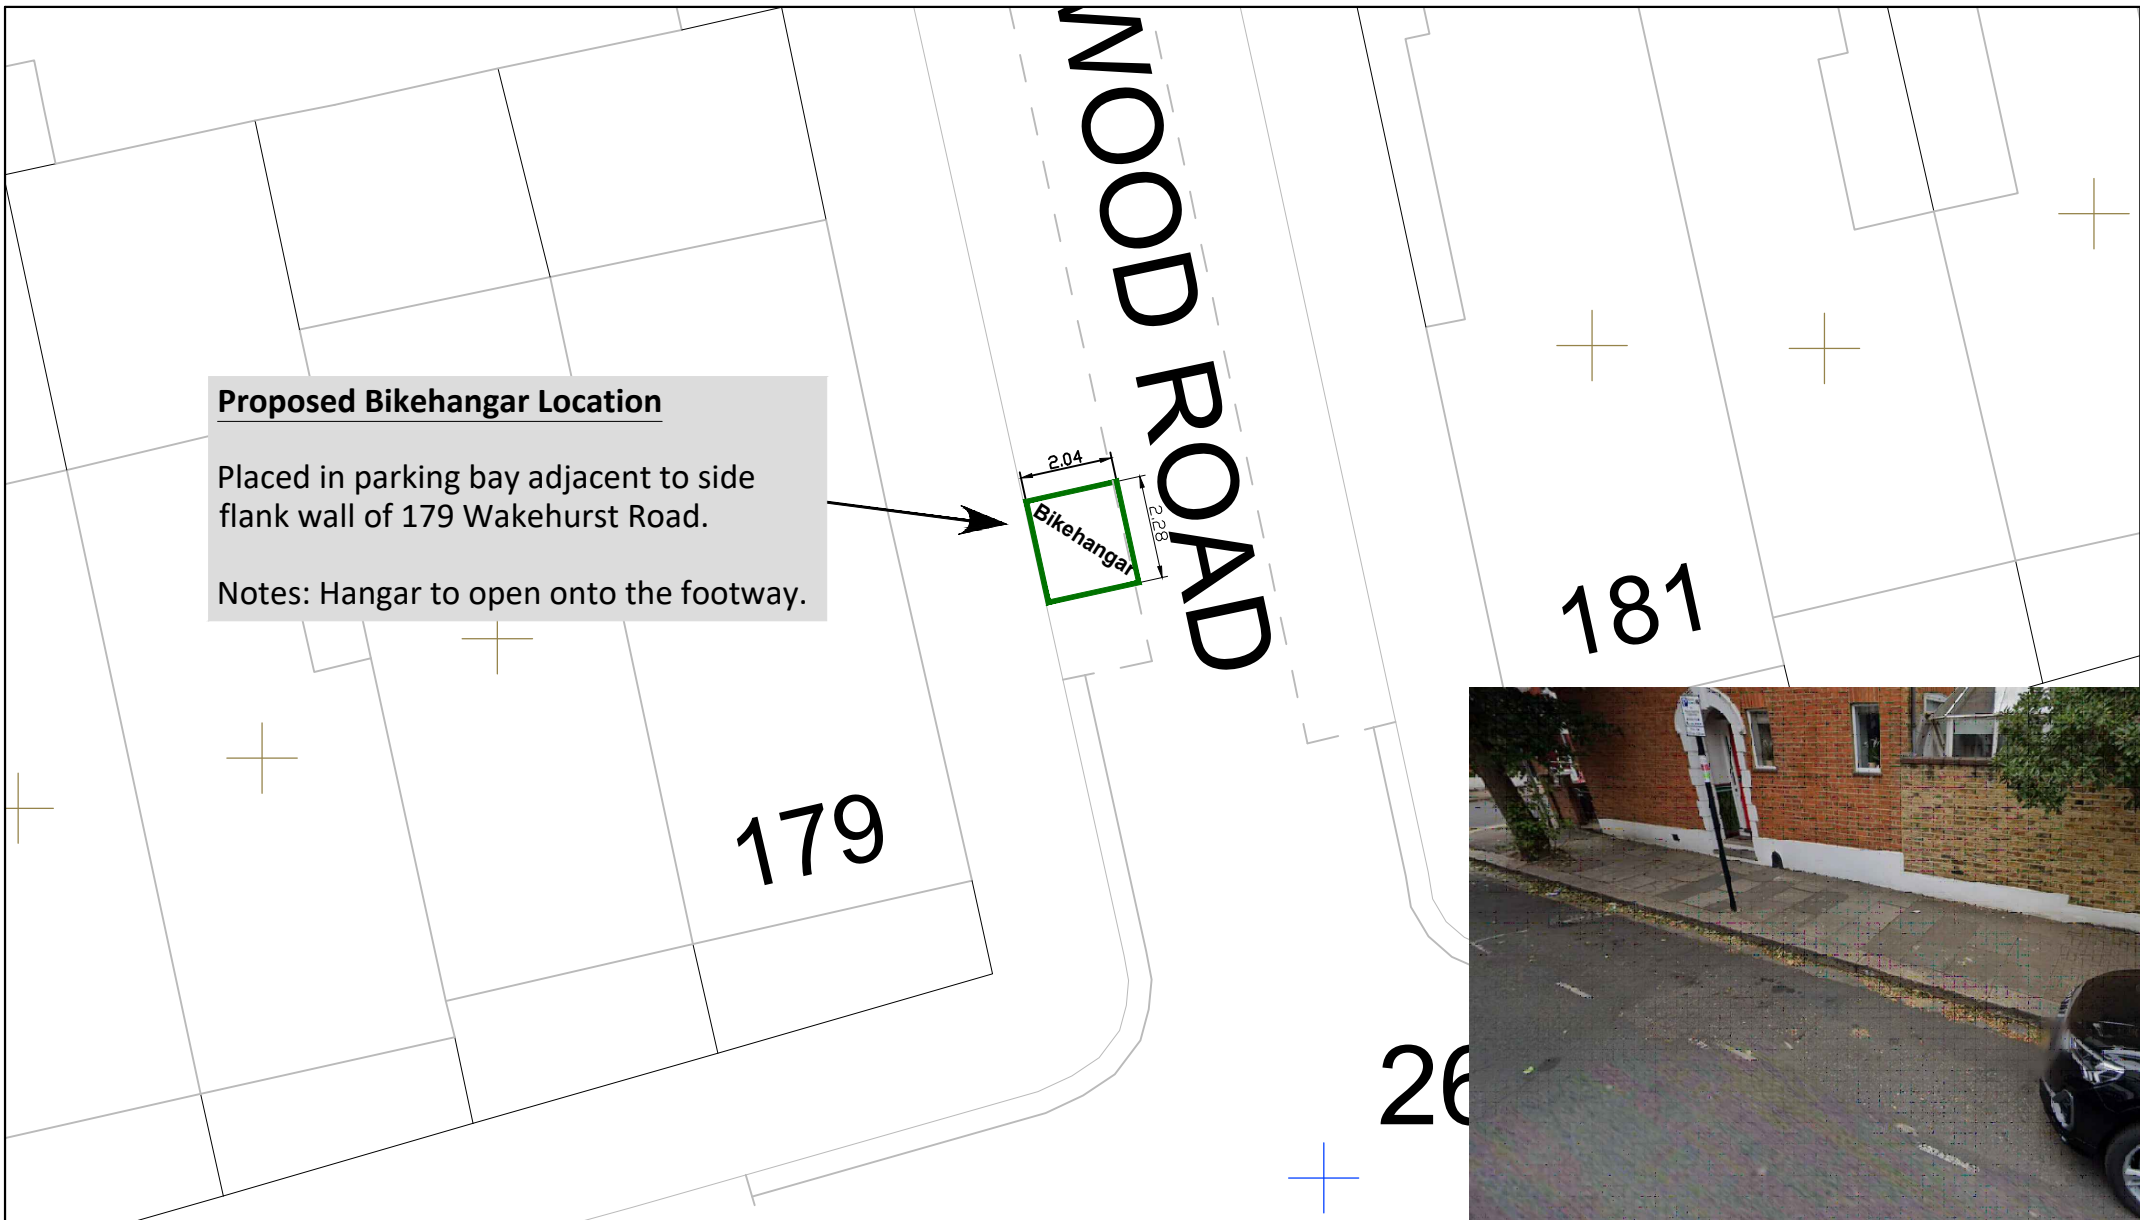 WOOD ROAD
Proposed Bikehangar Location
Placed in parking bay adjacent to side
flank wall of 179 Wakehurst Road.
Notes: Hangar to open onto the footway.
2.04
2.28
Bikehangar
181
179
26